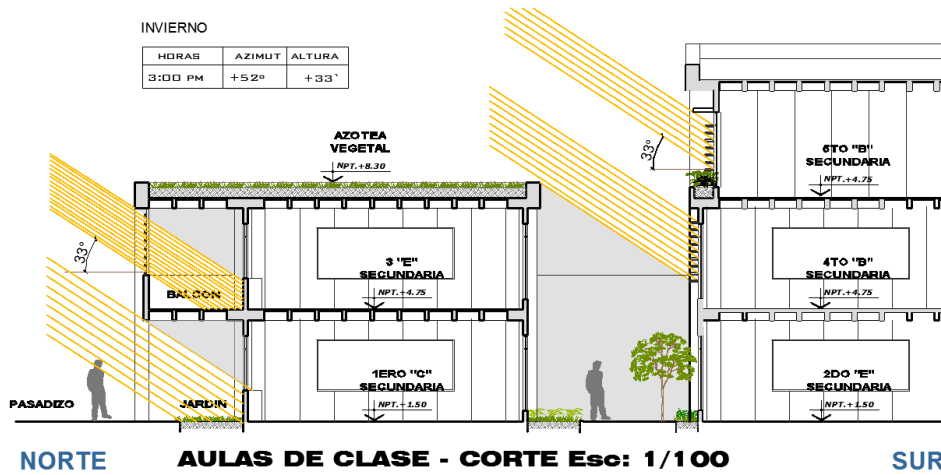 INVIERNO
HORAS AZIMUT ALTURA
3:00 PM +52º +33`
AZOTEA
VEGETAL
NPT.+8.30
33°
6TO "B"
SECUNDARIA
NPT.+4.75
33°
3 "E"
SECUNDARIA
NPT.+4.75
BALCON
4TO "B"
SECUNDARIA
NPT.+4.75
1ERO "C"
SECUNDARIA
NPT.+1.50
2DO "E"
SECUNDARIA
NPT.+1.50
PASADIZO
JARDIN
NORTE
AULAS DE CLASE - CORTE Esc: 1/100
SUR